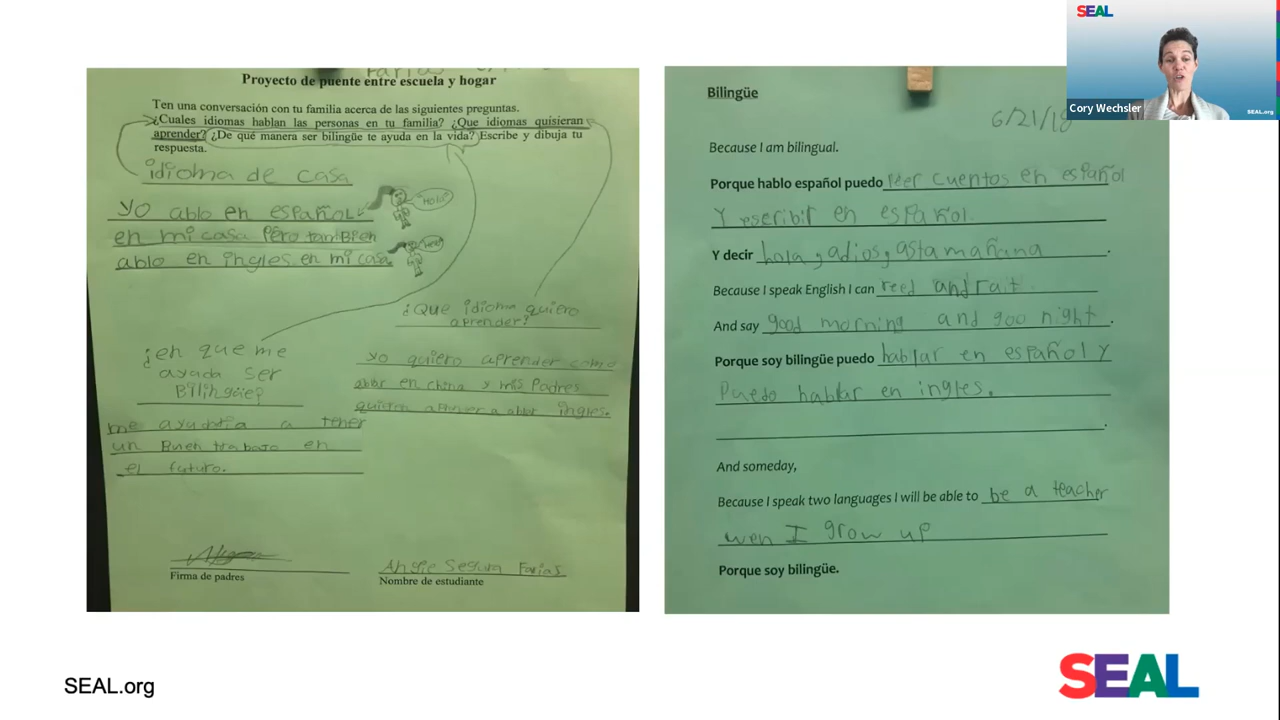 SEAL
Cory Wechsler
SEAL.org
Proyecto de puente entre escuela y hogar
Ten una conversación con tu familia acerca de las siguientes preguntas.
¿Cuales idiomas hablan las personas en tu familia? ¿Que idiomas quisieran
aprender? ¿De qué manera ser bilingüe te ayuda en la vida? Escribe y dibuja tu
respuesta.
idioma de casa
yo ablo en español
en mi casa pero tambien
ablo en ingles en mi casa
¿Que idioma quiero
aprender?
¿en que me
ayuada ser
Bilingüe?
yo quiero aprender como
ablar en china y mis Padres
quieren aprender a ablar ingles.
me ayudaria a tener
un Buen trabajo en
el futuro.
Firma de padres
Angie Segura Farias
Nombre de estudiante
Bilingüe
6/21/18
Because I am bilingual.
Porque hablo español puedo leer cuentos en español
Y escribir en español.
Y decir hola, adios, asta mañana.
Because I speak English I can reed and rait.
And say good morning and goo night.
Porque soy bilingüe puedo hablar en español y
Puedo hablar en ingles.
And someday,
Because I speak two languages I will be able to be a teacher
wen I grow up
Porque soy bilingüe.
SEAL.org
SEAL